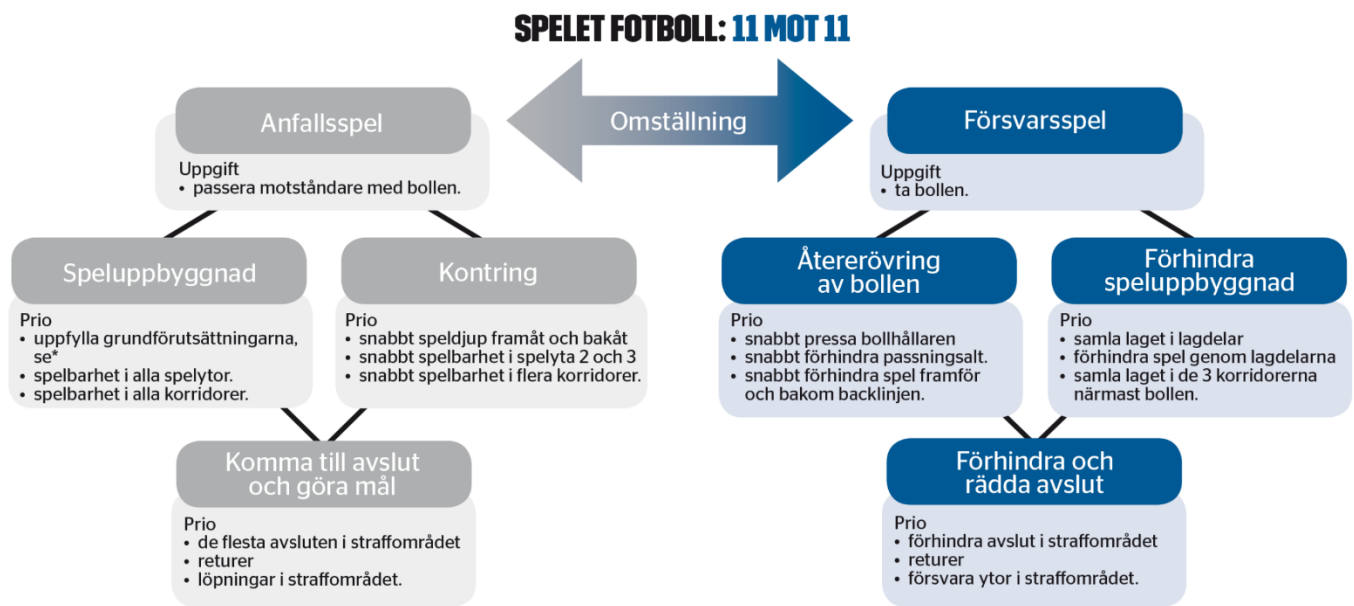 SPELET FOTBOLL: 11 MOT 11
Omställning
Anfallsspel
Uppgift
• passera motståndare med bollen.
Speluppbyggnad
Prio
• uppfylla grundförutsättningarna,
se*
• spelbarhet i alla spelytor.
• spelbarhet i alla korridorer.
Kontring
Prio
• snabbt speldjup framåt och bakåt
• snabbt spelbarhet i spelyta 2 och 3
• snabbt spelbarhet i flera korridorer.
Komma till avslut
och göra mål
Prio
• de flesta avsluten i straffområdet
• returer
• löpningar i straffområdet.
Försvarsspel
Uppgift
• ta bollen.
Återerövring
av bollen
Prio
• snabbt pressa bollhållaren
• snabbt förhindra passningsalt.
• snabbt förhindra spel framför
och bakom backlinjen.
Förhindra
speluppbyggnad
Prio
• samla laget i lagdelar
• förhindra spel genom lagdelarna
• samla laget i de 3 korridorerna
närmast bollen.
Förhindra och
rädda avslut
Prio
• förhindra avslut i straffområdet
• returer
• försvara ytor i straffområdet.